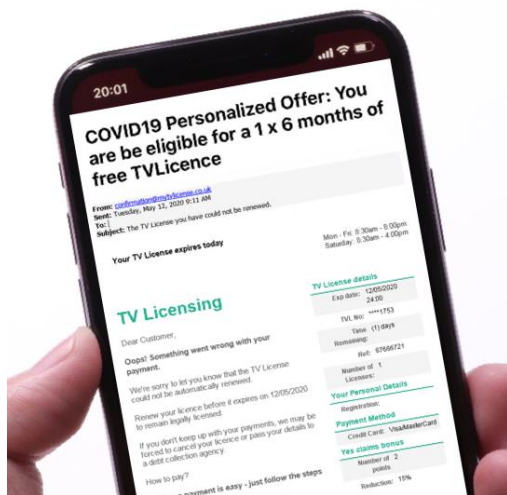 20:01
COVID19 Personalized Offer: You
are be eligible for a 1 x 6 months of
free TVLicence
From: confirmation@mytvlicense.co.uk
Sent: Tuesday, May 12, 2020 9:11 AM
To:
Subject: The TV License you have could not be renewed.
Your TV License expires today
Mon - Fri: 8:30am - 8:00pm
Saturday: 8:30am - 4:00pm
TV Licensing
Dear Customer,
Oops! Something went wrong with your
payment.
We're sorry to let you know that the TV License
could not be automatically renewed.
Renew your licence before it expires on 12/05/2020
to remain legally licensed.
If you don't keep up with your payments, we may be
forced to cancel your licence or pass your details to
a debt collection agency.
How to pay?
payment is easy - just follow the steps
TV License details
Exp date: 12/05/2020
24:00
TVL No: ****1753
Time (1) days
Remaining:
Ref: 67666721
Number of 1
Licenses:
Your Personal Details
Registration:
Payment Method
Credit Card: Visa/MasterCard
Yes claims bonus
Number of 2
points
Reduction: 15%